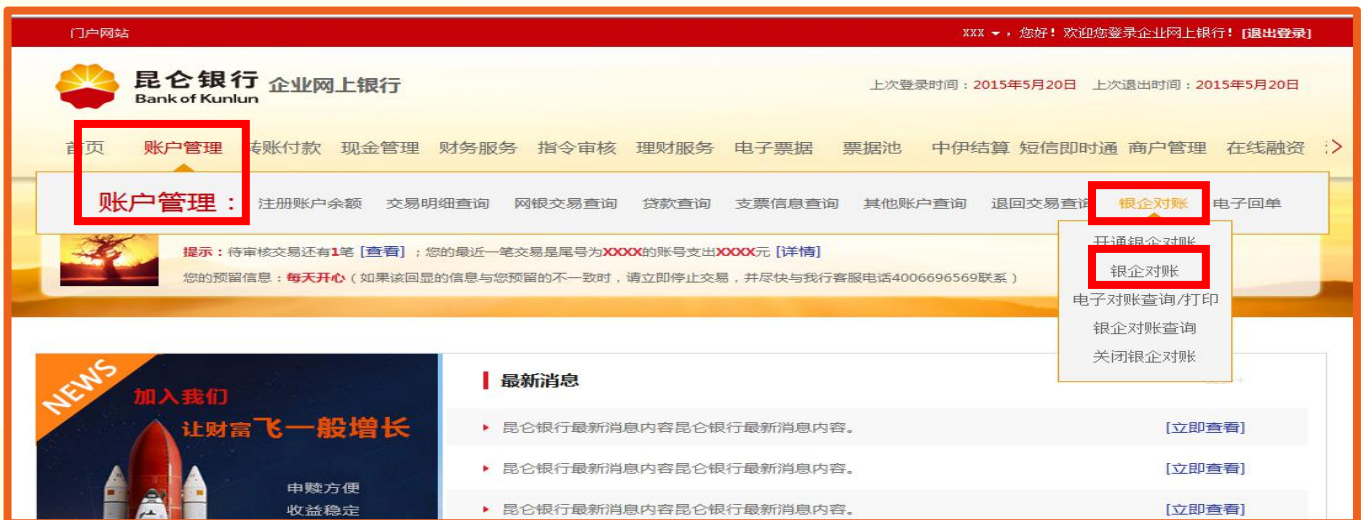 门户网站 XXX ，您好！欢迎您登录企业网上银行！[退出登录]
昆仑银行 企业网上银行
Bank of Kunlun
上次登录时间：2015年5月20日 上次退出时间：2015年5月20日
首页 账户管理 转账付款 现金管理 财务服务 指令审核 理财服务 电子票据 票据池 中伊结算 短信即时通 商户管理 在线融资
账户管理： 注册账户余额 交易明细查询 网银交易查询 贷款查询 支票信息查询 其他账户查询 退回交易查询 银企对账 电子回单
开通银企对账
银企对账
电子对账查询/打印
银企对账查询
关闭银企对账
提示：待审核交易还有1笔 [查看] ；您的最近一笔交易是尾号为XXXX的账号支出XXXX元 [详情]
您的预留信息：每天开心（如果该回显的信息与您预留的不一致时，请立即停止交易，并尽快与我行客服电话4006696569联系）
NEWS
加入我们
让财富飞一般增长
申赎方便
收益稳定
最新消息
昆仑银行最新消息内容昆仑银行最新消息内容。 [立即查看]
昆仑银行最新消息内容昆仑银行最新消息内容。 [立即查看]
昆仑银行最新消息内容昆仑银行最新消息内容。 [立即查看]